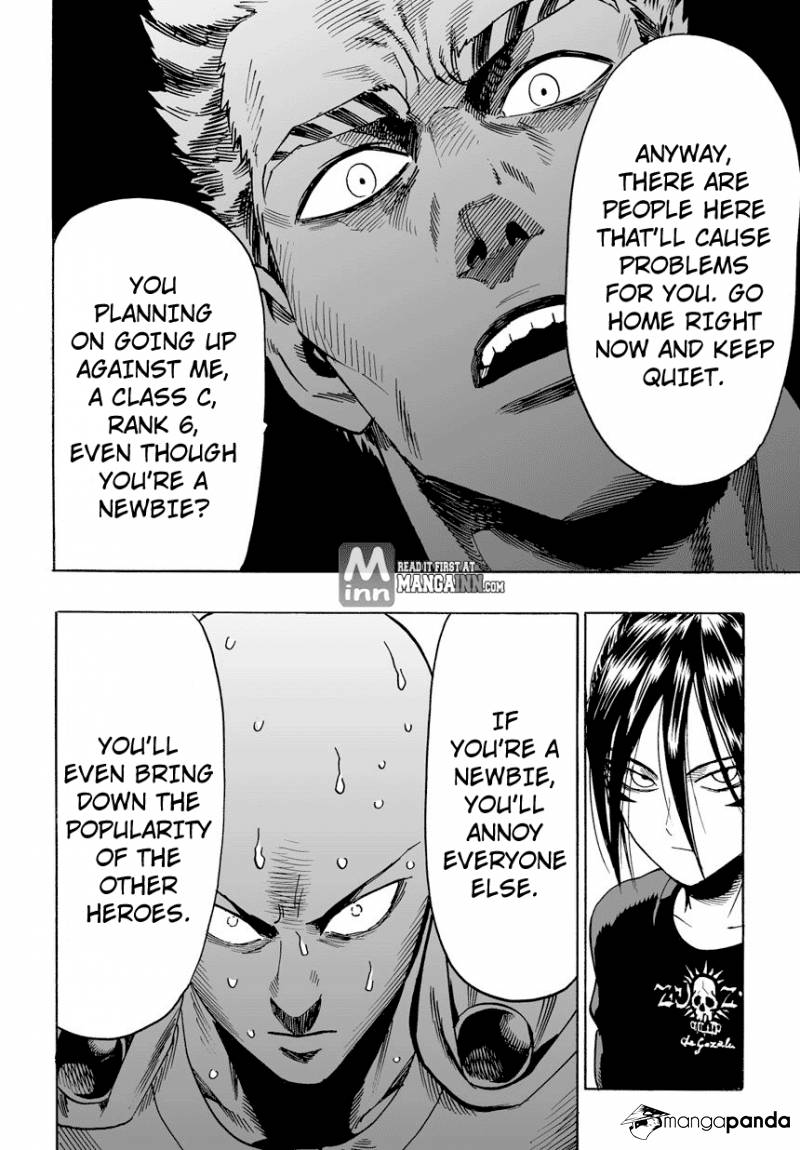 ANYWAY,
THERE ARE
PEOPLE HERE
THAT'LL CAUSE
PROBLEMS
FOR YOU. GO
HOME RIGHT
NOW AND KEEP
QUIET.
YOU
PLANNING
ON GOING UP
AGAINST ME,
A CLASS C,
RANK 6,
EVEN THOUGH
YOU'RE A
NEWBIE?
M
inn
READ IT FIRST AT
MANGAINN.COM
IF
YOU'RE A
NEWBIE,
YOU'LL
ANNOY
EVERYONE
ELSE.
YOU'LL
EVEN BRING
DOWN THE
POPULARITY
OF THE
OTHER
HEROES.
mangapanda